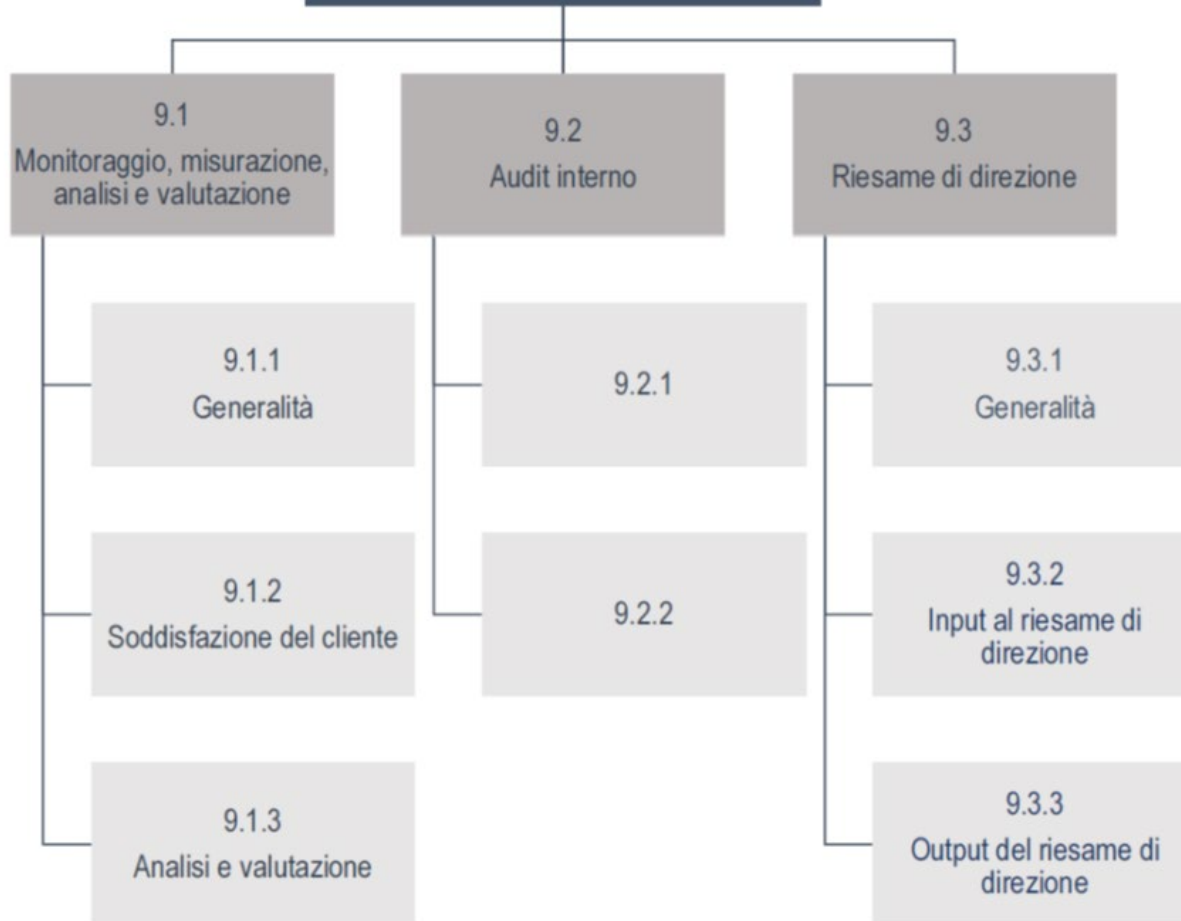 9.1
Monitoraggio, misurazione,
analisi e valutazione
9.1.1
Generalità
9.1.2
Soddisfazione del cliente
9.1.3
Analisi e valutazione
9.2
Audit interno
9.2.1
9.2.2
9.3
Riesame di direzione
9.3.1
Generalità
9.3.2
Input al riesame di
direzione
9.3.3
Output del riesame di
direzione